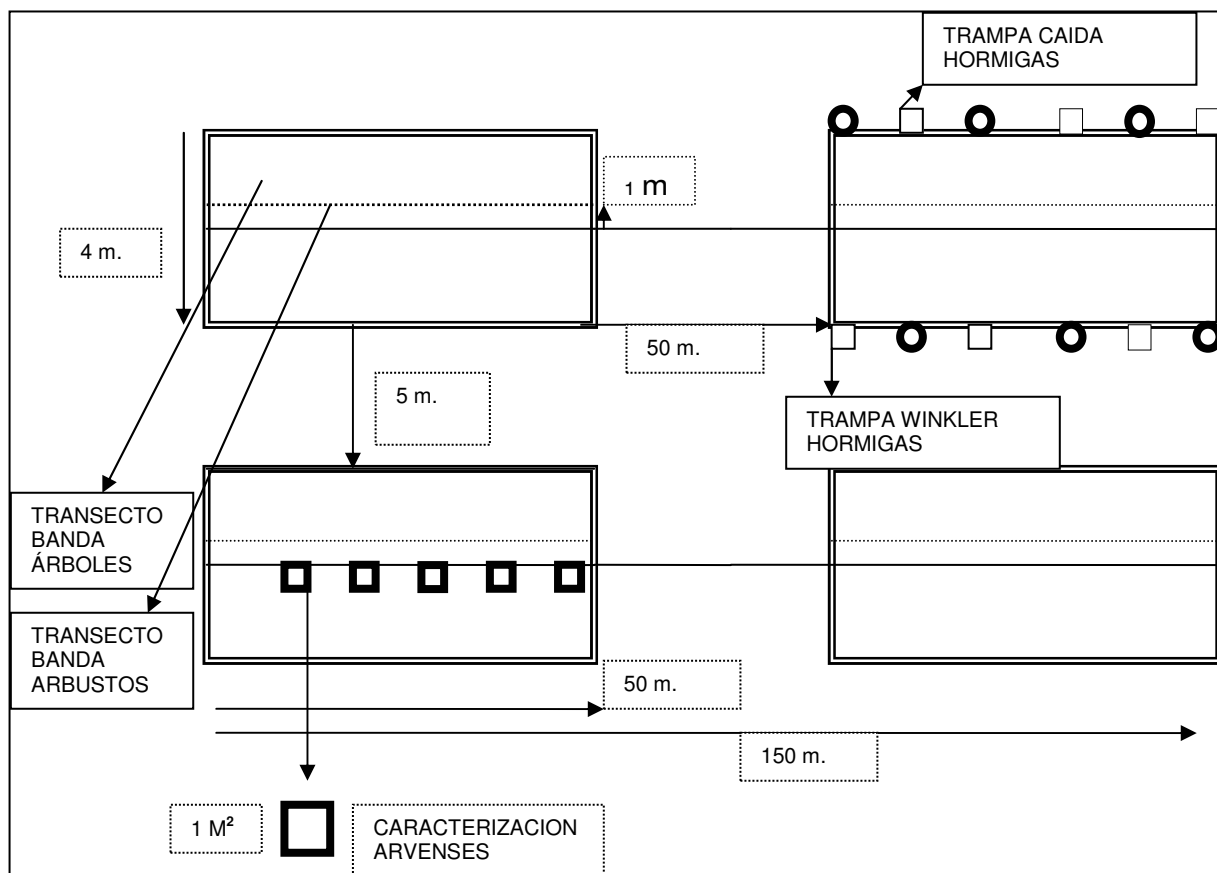 TRAMPA CAIDA
HORMIGAS
1 m
4 m.
50 m.
5 m.
TRAMPA WINKLER
HORMIGAS
TRANSECTO
BANDA
ÁRBOLES
TRANSECTO
BANDA
ARBUSTOS
50 m.
150 m.
1 M²
CARACTERIZACION
ARVENSES